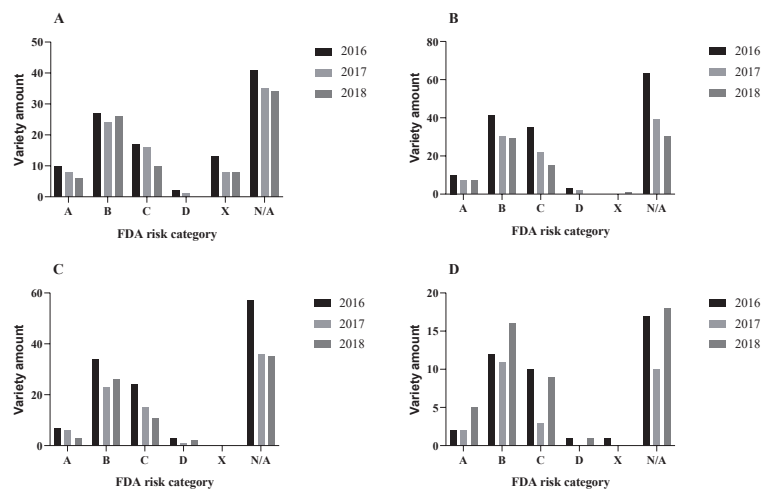 A
Variety amount
50
40
30
20
10
0
A B C D X N/A
FDA risk category
2016
2017
2018
B
Variety amount
80
60
40
20
0
A B C D X N/A
FDA risk category
2016
2017
2018
C
Variety amount
60
40
20
0
A B C D X N/A
FDA risk category
2016
2017
2018
D
Variety amount
20
15
10
5
0
A B C D X N/A
FDA risk category
2016
2017
2018